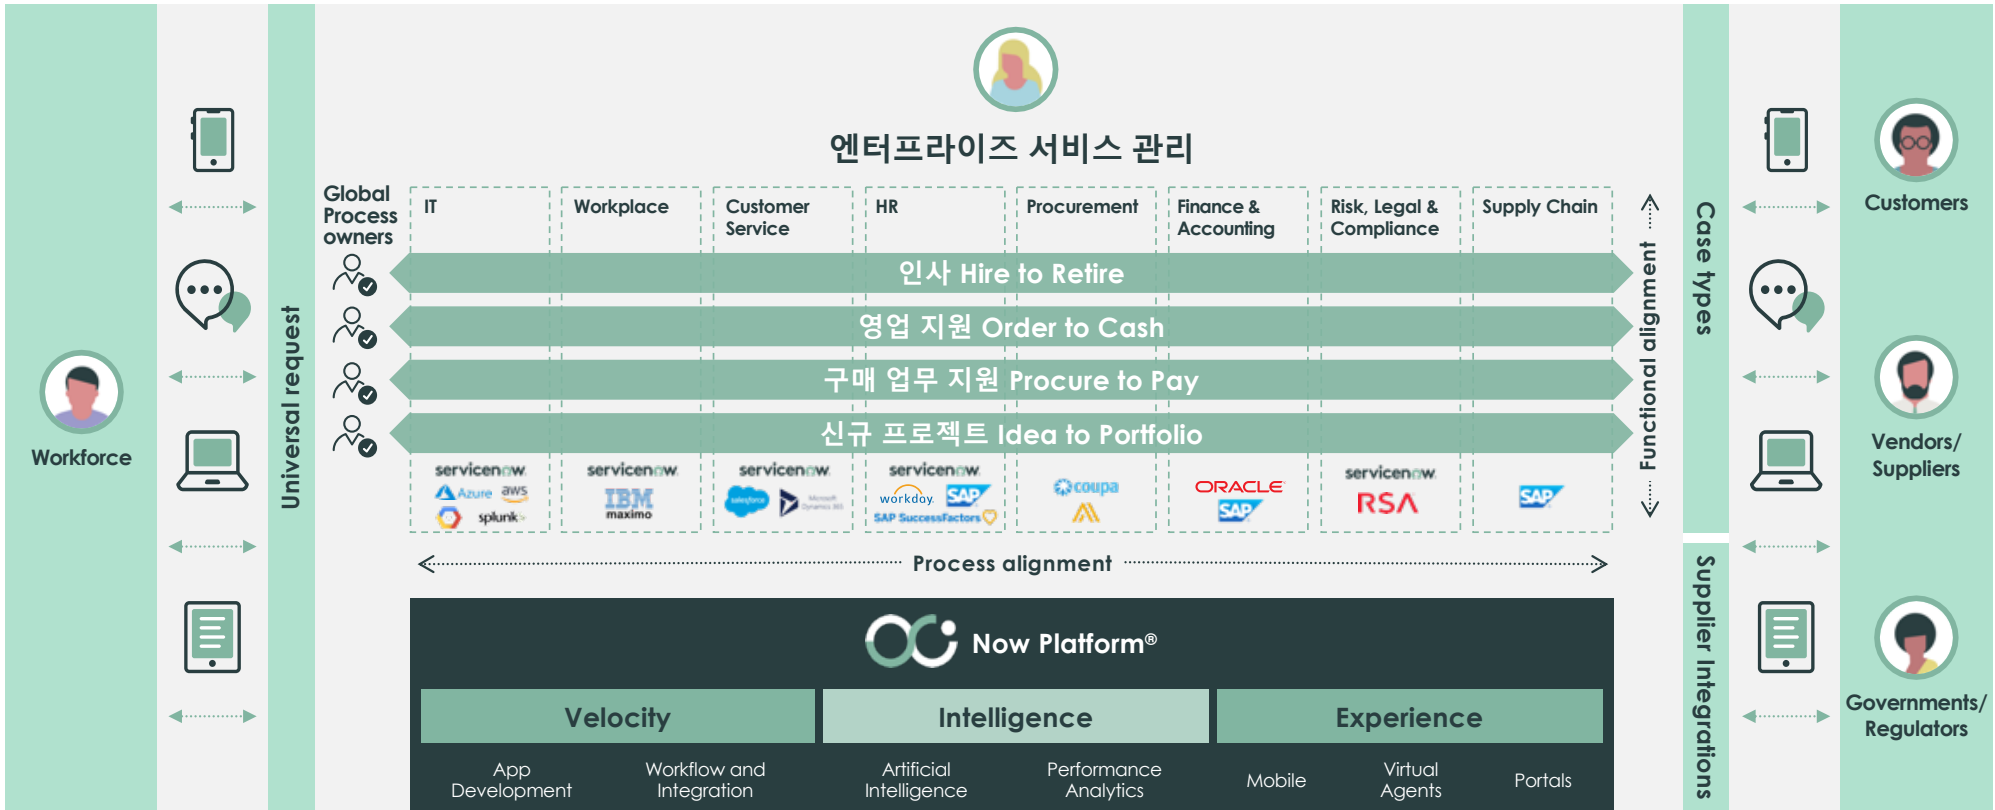 엔터프라이즈 서비스 관리
Global
Process
owners
IT
Workplace
Customer
Service
HR
Procurement
Finance &
Accounting
Risk, Legal &
Compliance
Supply Chain
인사 Hire to Retire
영업 지원 Order to Cash
구매 업무 지원 Procure to Pay
신규 프로젝트 Idea to Portfolio
servicenow
Azure aws
splunk
servicenow
IBM
maximo
servicenow
salesforce
Microsoft
Dynamics 365
servicenow
workday SAP
SAP SuccessFactors
coupa
ORACLE
SAP
servicenow
RSA
SAP
Process alignment
Functional alignment
Workforce
Universal request
Case types
Supplier Integrations
Customers
Vendors/
Suppliers
Governments/
Regulators
Now Platform®
Velocity
Intelligence
Experience
App
Development
Workflow and
Integration
Artificial
Intelligence
Performance
Analytics
Mobile
Virtual
Agents
Portals